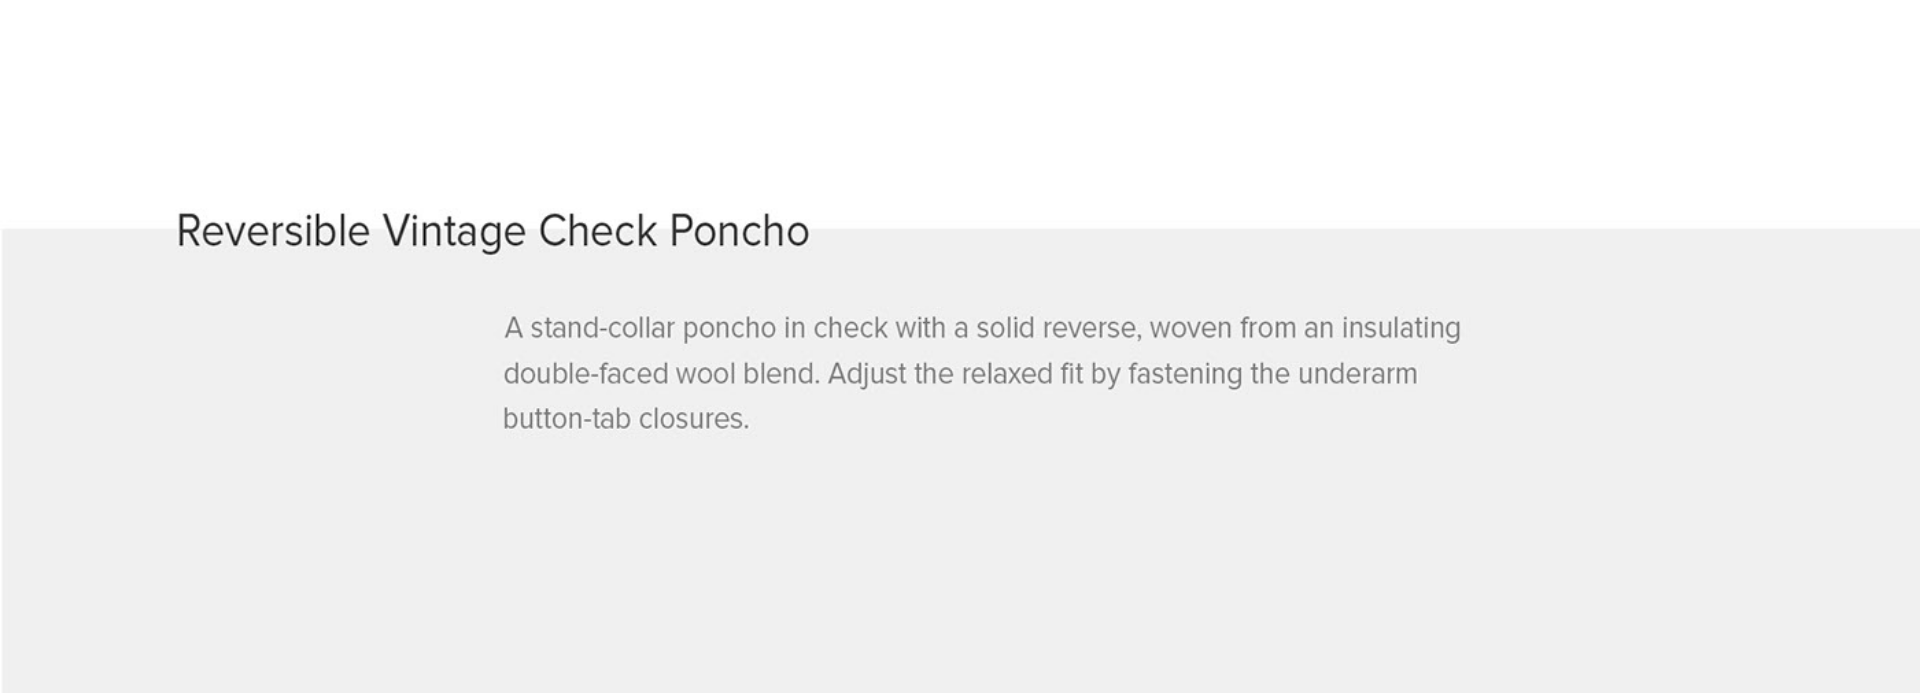 Reversible Vintage Check Poncho
A stand-collar poncho in check with a solid reverse, woven from an insulating
double-faced wool blend. Adjust the relaxed fit by fastening the underarm
button-tab closures.